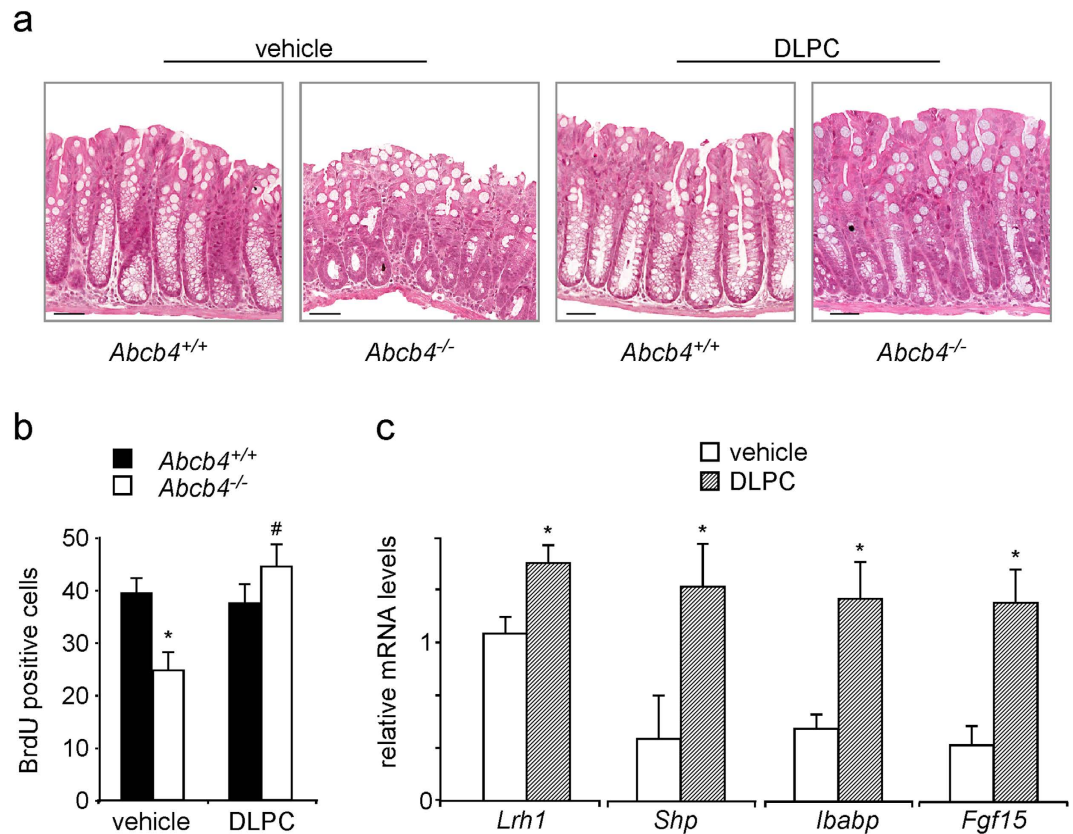 a
vehicle
DLPC
Abcb4+/+
Abcb4-/-
Abcb4+/+
Abcb4-/-
b
Abcb4+/+
Abcb4-/-
BrdU positive cells
50
40
30
20
10
0
*
#
vehicle
DLPC
c
vehicle
DLPC
relative mRNA levels
1
0
*
*
*
*
Lrh1
Shp
Ibabp
Fgf15